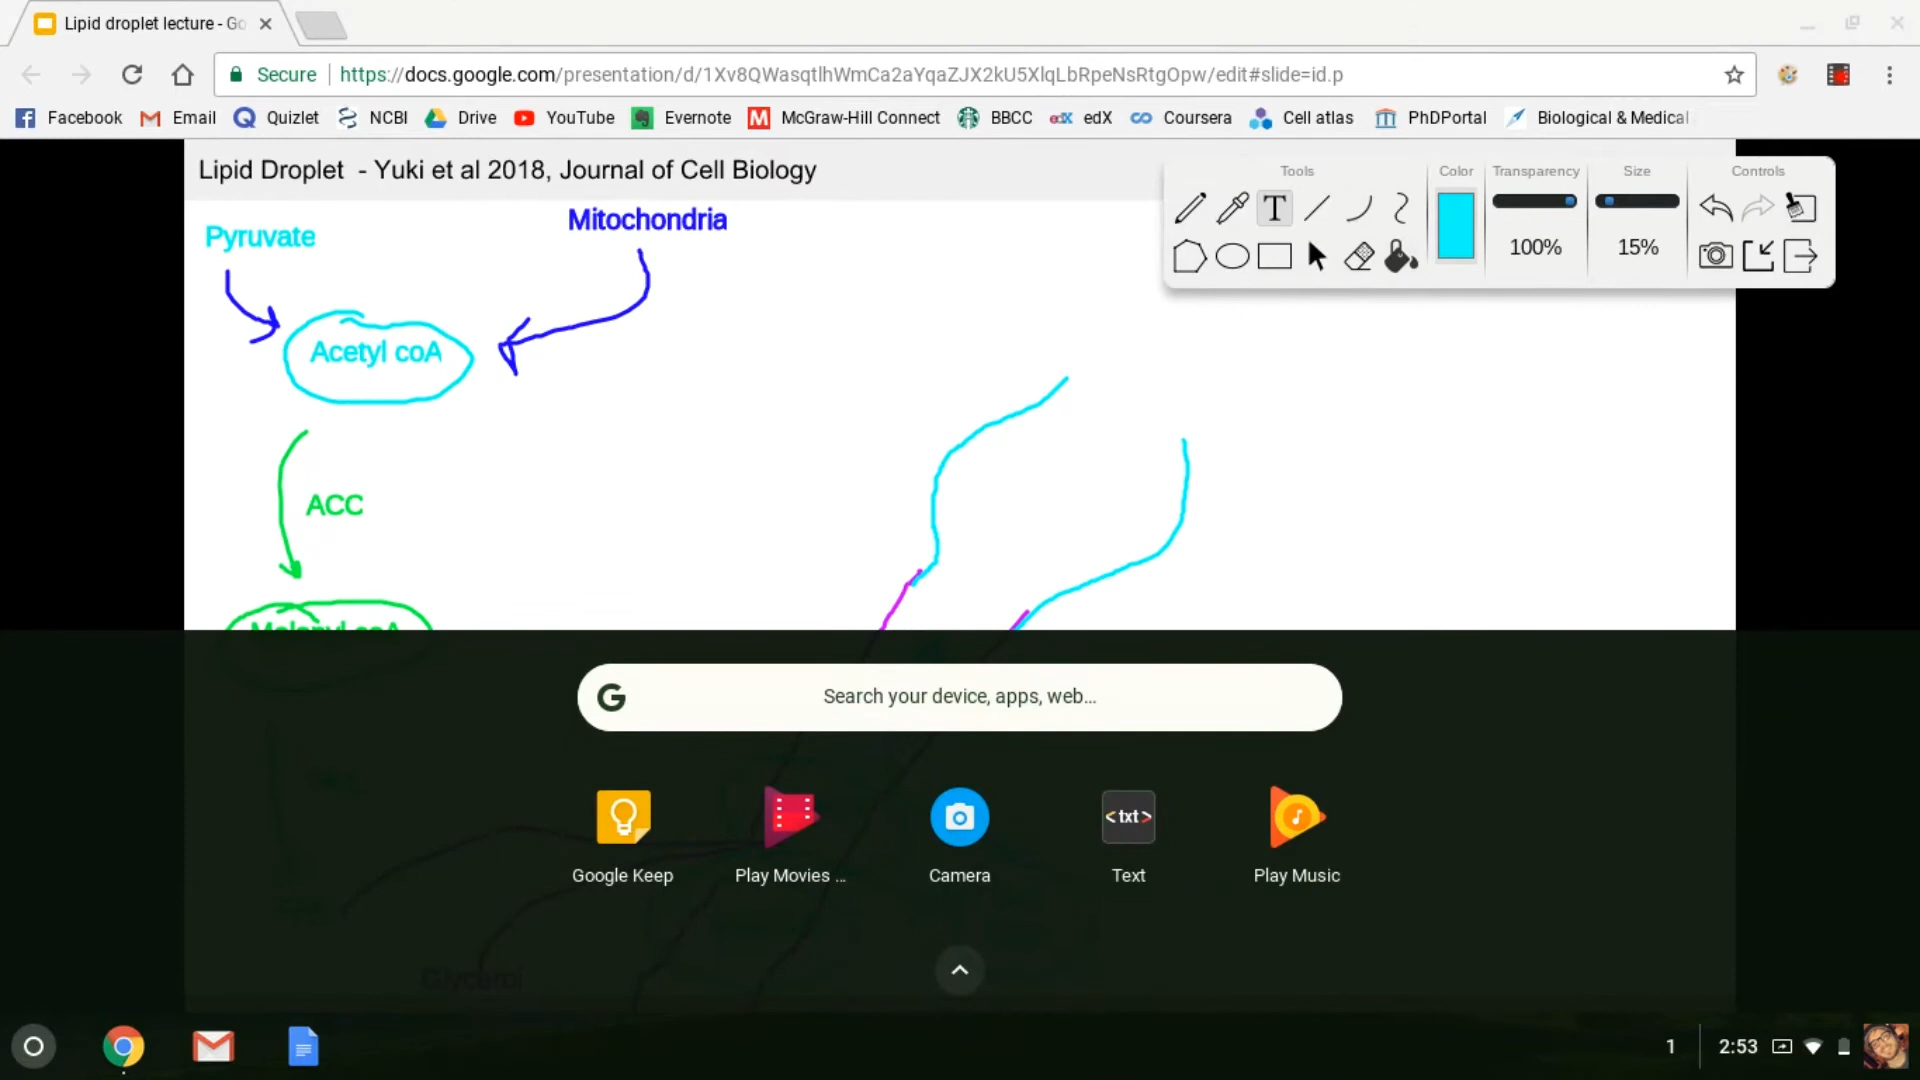 Lipid droplet lecture - Go
Secure
https://docs.google.com/presentation/d/1Xv8QWasqtlhWmCa2aYqaZJX2kU5XlqLbRpeNsRtgOpw/edit#slide=id.p
Facebook Email Quizlet NCBI Drive YouTube Evernote McGraw-Hill Connect BBCC edX Coursera Cell atlas PhDPortal Biological & Medical
Lipid Droplet - Yuki et al 2018, Journal of Cell Biology
Tools Color Transparency Size Controls
100% 15%
Mitochondria
Pyruvate
Acetyl coA
ACC
Malonyl coA
Search your device, apps, web...
<txt>
Google Keep Play Movies ... Camera Text Play Music
Glycerol
1 2:53